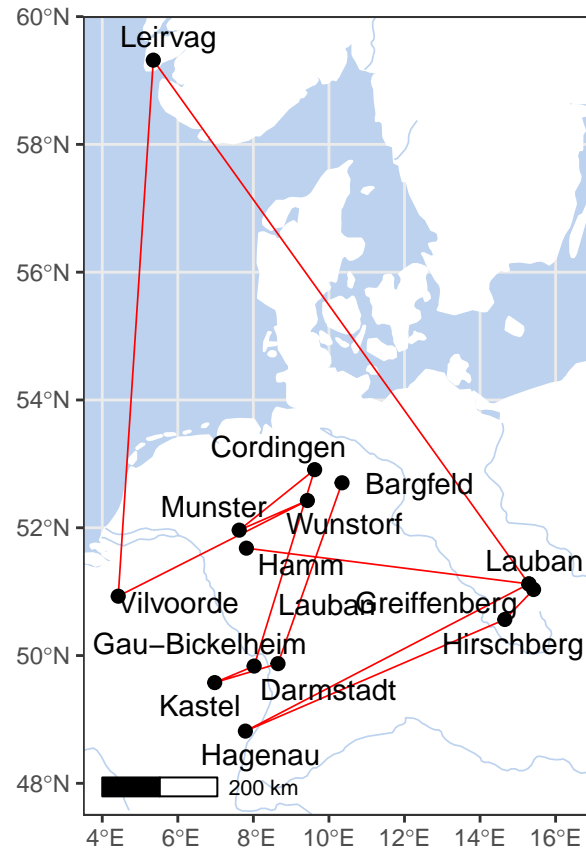 60°N
Leirvag
58°N
56°N
54°N
Cordingen
Bargfeld
Munster
Wunstorf
52°N
Hamm
Lauban
Vilvoorde
Lauban
Greiffenberg
Gau−Bickelheim
Hirschberg
50°N
Darmstadt
Kastel
Hagenau
48°N
200 km
4°E 6°E 8°E 10°E 12°E 14°E 16°E